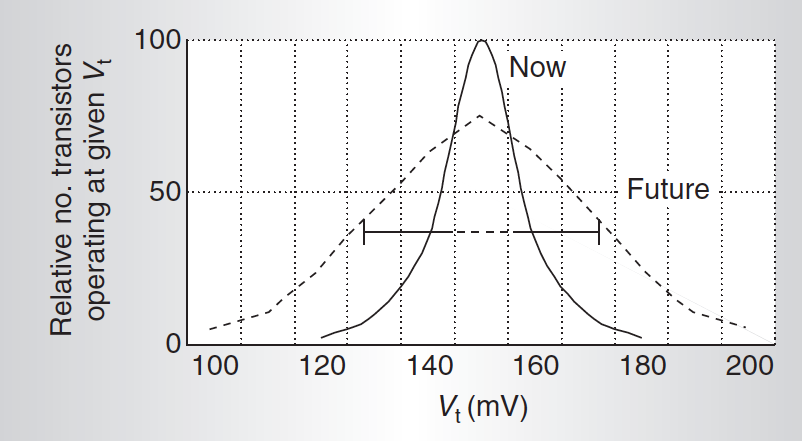 Relative no. transistors
operating at given Vt
100
50
0
Now
Future
100 120 140 160 180 200
Vt (mV)